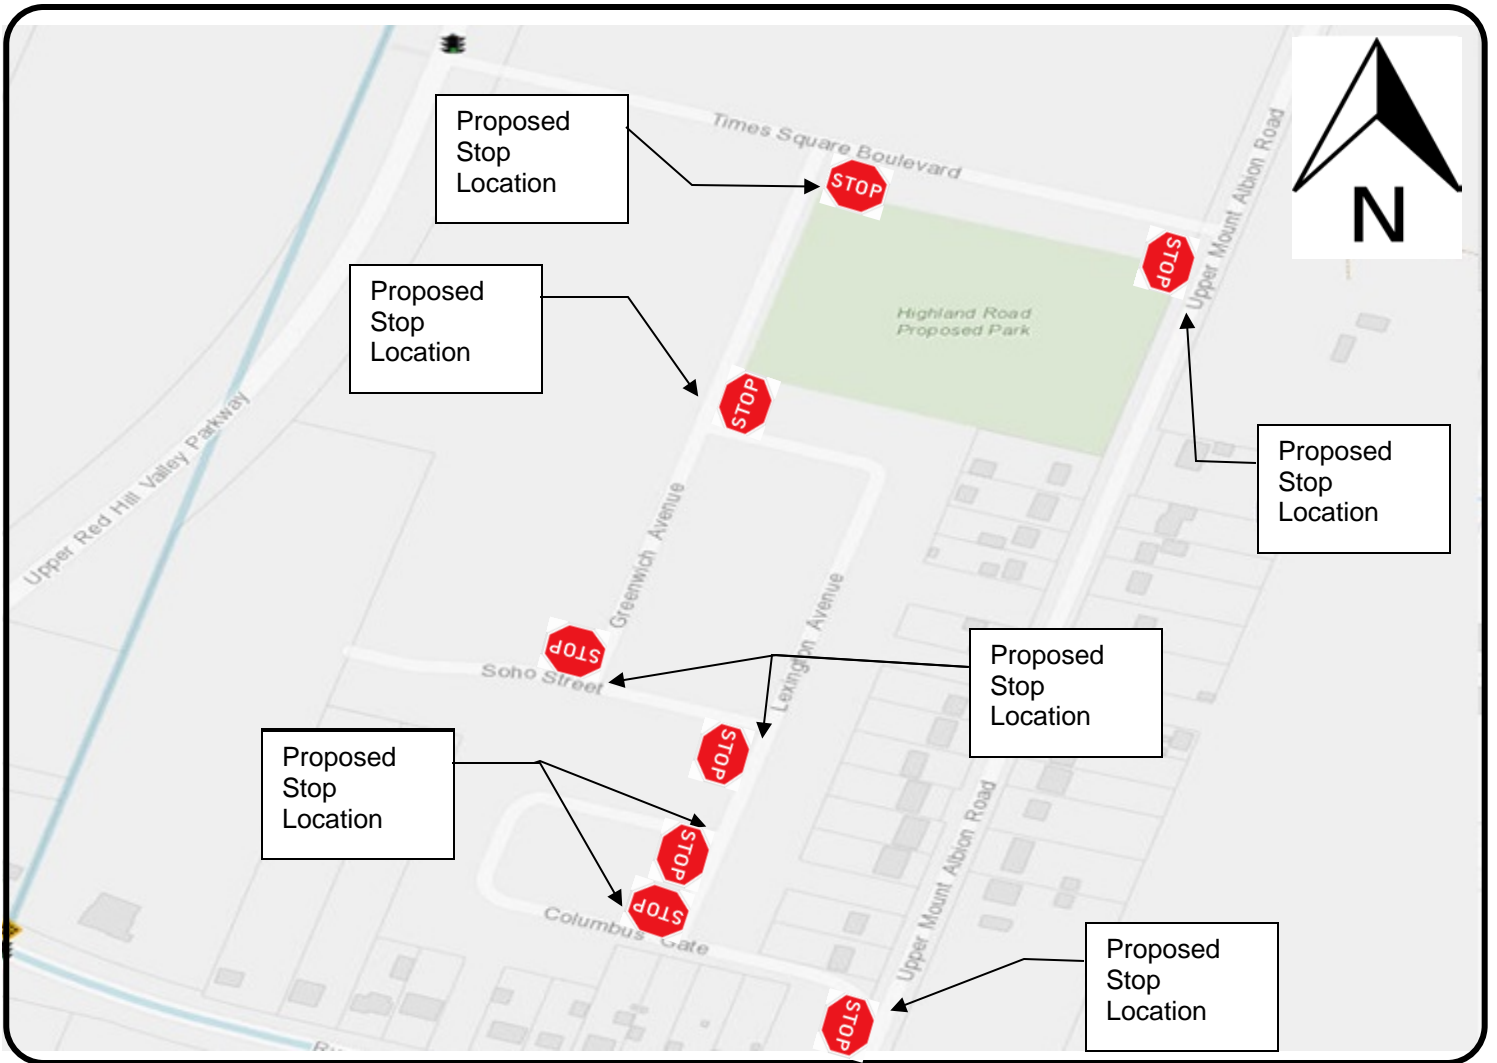 Proposed
Stop
Location
Times Square Boulevard
STOP
Upper Mount Albion Road
N
STOP
Proposed
Stop
Location
Highland Road
Proposed Park
STOP
Upper Red Hill Valley Parkway
Proposed
Stop
Location
Greenwich Avenue
Lexington Avenue
STOP
Soho Street
Proposed
Stop
Location
STOP
Proposed
Stop
Location
STOP
STOP
Columbus Gate
Upper Mount Albion Road
Proposed
Stop
Location
STOP